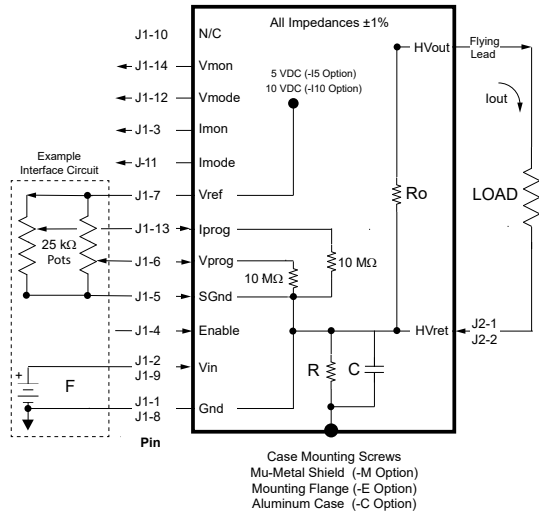 All Impedances ±1%
J1-10 N/C
J1-14 Vmon
J1-12 Vmode
J1-3 Imon
J-11 Imode
J1-7 Vref
J1-13 Iprog
J1-6 Vprog
J1-5 SGnd
J1-4 Enable
J1-2
J1-9
Vin
J1-1
J1-8
Gnd
Pin
5 VDC (-I5 Option)
10 VDC (-I10 Option)
Example
Interface Circuit
25 kΩ
Pots
+
F
10 MΩ
10 MΩ
HVout
Flying
Lead
Iout
Ro
LOAD
HVret
J2-1
J2-2
R
C
Case Mounting Screws
Mu-Metal Shield (-M Option)
Mounting Flange (-E Option)
Aluminum Case (-C Option)